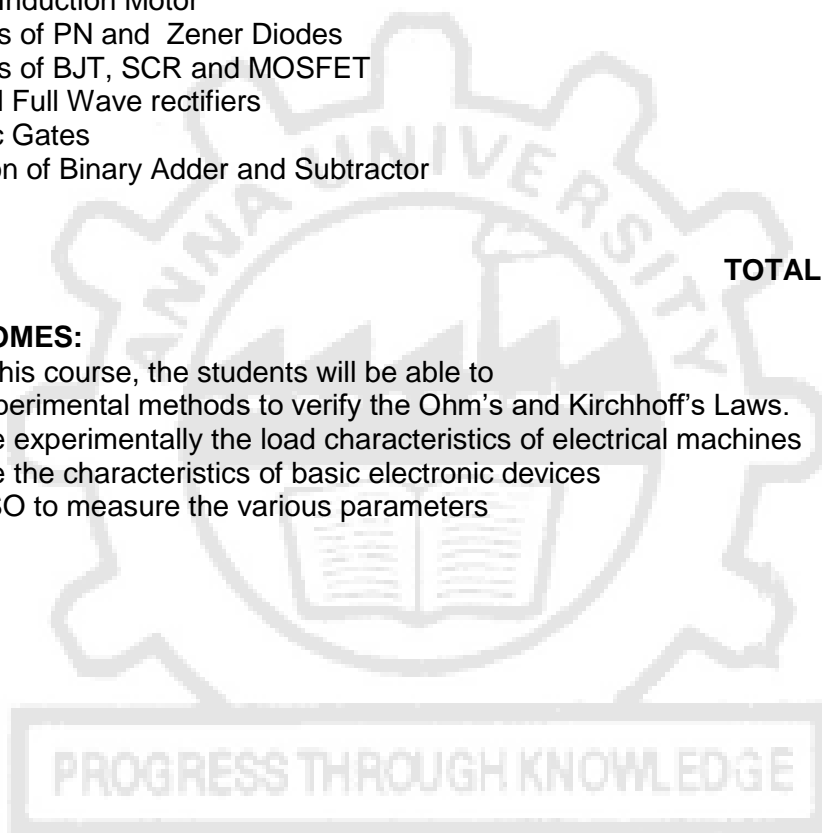 Induction Motor
s of PN and Zener Diodes
s of BJT, SCR and MOSFET
Full Wave rectifiers
c Gates
on of Binary Adder and Subtractor
TOTAL
OMES:
his course, the students will be able to
perimental methods to verify the Ohm's and Kirchhoff's Laws.
e experimentally the load characteristics of electrical machines
e the characteristics of basic electronic devices
SO to measure the various parameters
ANNA UNIVERSITY
PROGRESS THROUGH KNOWLEDGE